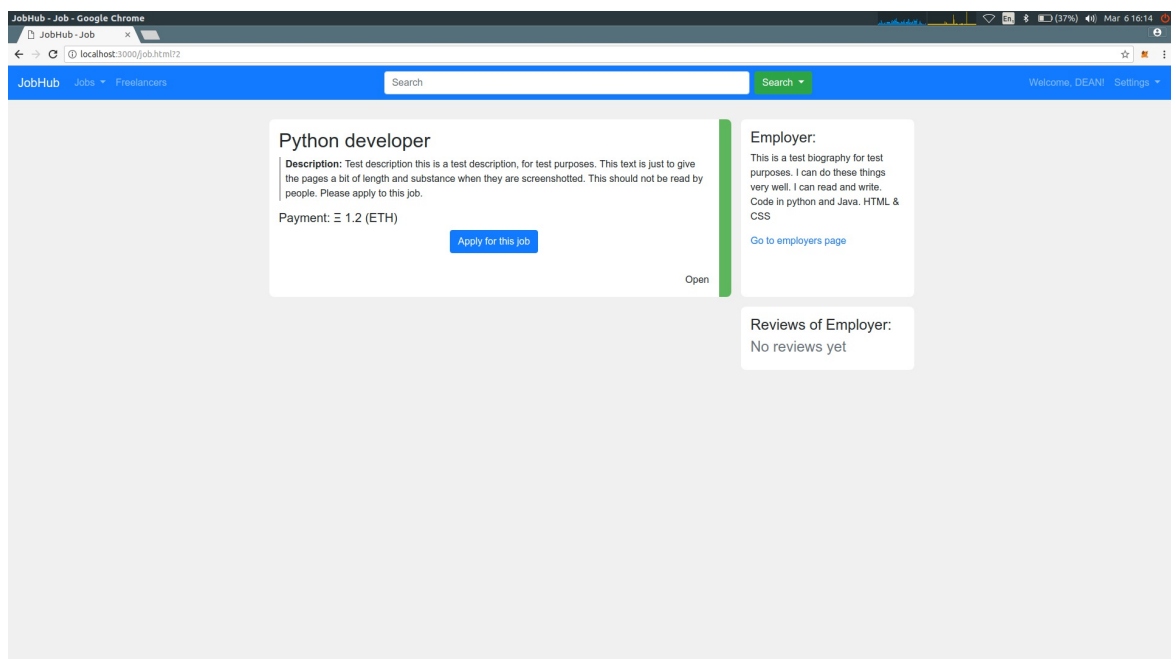 JobHub - Job - Google Chrome
En (37%) Mar 6 16:14
JobHub - Job
localhost:3000/job.html?2
JobHub Jobs Freelancers Search Search Welcome, DEAN! Settings
Python developer
Description: Test description this is a test description, for test purposes. This text is just to give
the pages a bit of length and substance when they are screenshotted. This should not be read by
people. Please apply to this job.
Payment: Ξ 1.2 (ETH)
Apply for this job
Open
Employer:
This is a test biography for test
purposes. I can do these things
very well. I can read and write.
Code in python and Java. HTML &
CSS
Go to employers page
Reviews of Employer:
No reviews yet